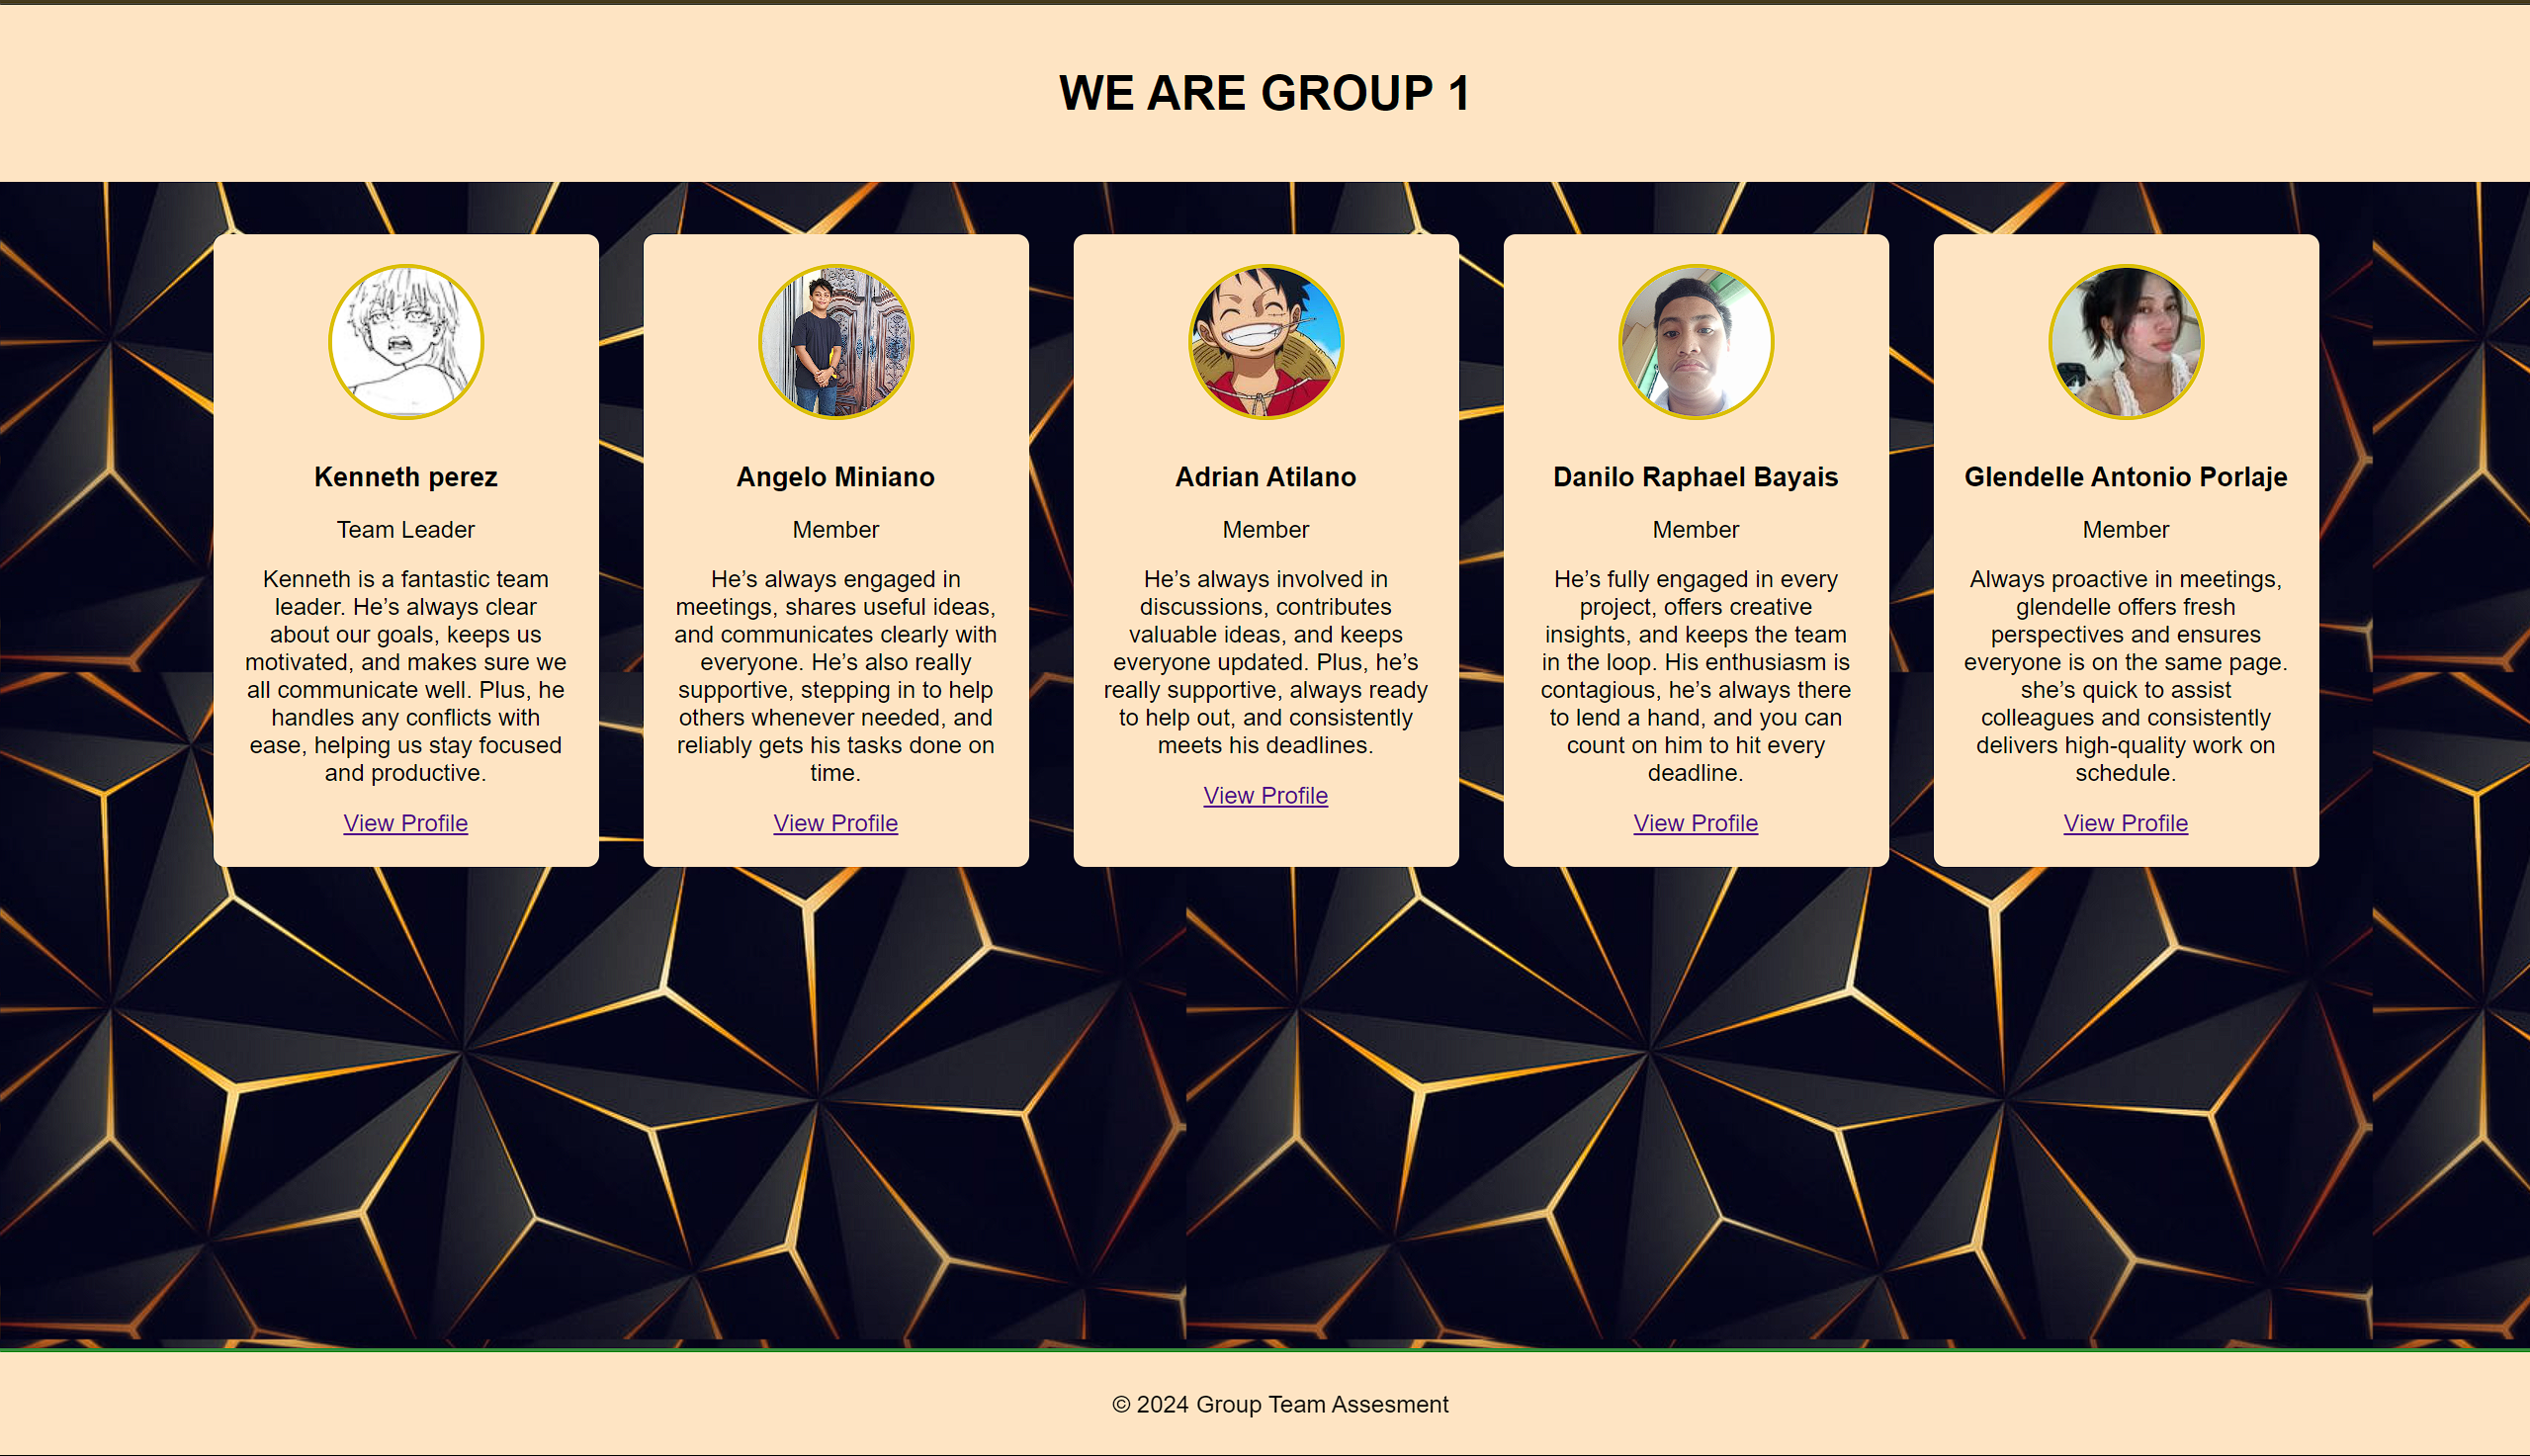 WE ARE GROUP 1
Kenneth perez
Team Leader
Kenneth is a fantastic team
leader. He’s always clear
about our goals, keeps us
motivated, and makes sure we
all communicate well. Plus, he
handles any conflicts with
ease, helping us stay focused
and productive.
View Profile
Angelo Miniano
Member
He’s always engaged in
meetings, shares useful ideas,
and communicates clearly with
everyone. He’s also really
supportive, stepping in to help
others whenever needed, and
reliably gets his tasks done on
time.
View Profile
Adrian Atilano
Member
He’s always involved in
discussions, contributes
valuable ideas, and keeps
everyone updated. Plus, he’s
really supportive, always ready
to help out, and consistently
meets his deadlines.
View Profile
Danilo Raphael Bayais
Member
He’s fully engaged in every
project, offers creative
insights, and keeps the team
in the loop. His enthusiasm is
contagious, he’s always there
to lend a hand, and you can
count on him to hit every
deadline.
View Profile
Glendelle Antonio Porlaje
Member
Always proactive in meetings,
glendelle offers fresh
perspectives and ensures
everyone is on the same page.
she’s quick to assist
colleagues and consistently
delivers high-quality work on
schedule.
View Profile
© 2024 Group Team Assesment